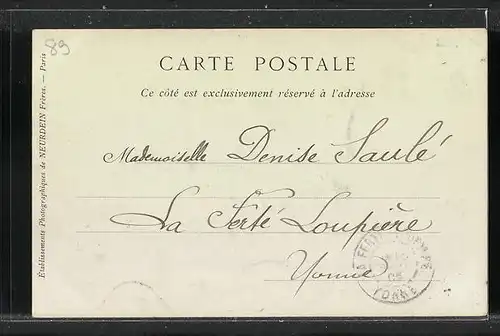 89
CARTE POSTALE
Ce côté est exclusivement réservé à l'adresse
Mademoiselle Denise Saulé
La Ferté Loupière
Yonne
YONNE
Établissements Photographiques de NEURDEIN Frères. — Paris